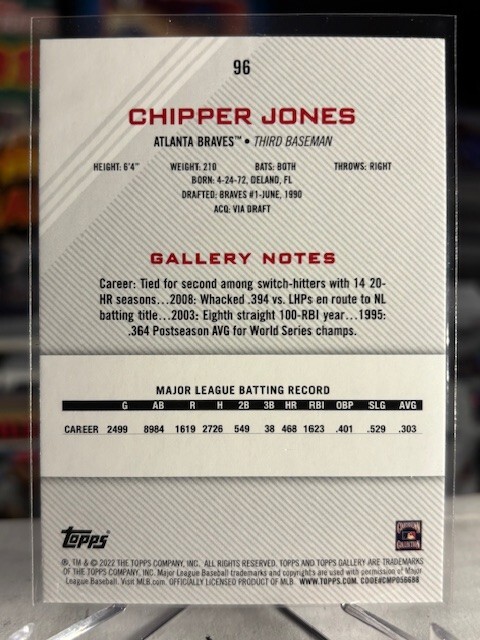 96
CHIPPER JONES
ATLANTA BRAVES™ • THIRD BASEMAN
HEIGHT: 6'4" WEIGHT: 210 BATS: BOTH THROWS: RIGHT
BORN: 4-24-72, DELAND, FL
DRAFTED: BRAVES #1-JUNE, 1990
ACQ: VIA DRAFT
GALLERY NOTES
Career: Tied for second among switch-hitters with 14 20-
HR seasons...2008: Whacked .394 vs. LHPs en route to NL
batting title...2003: Eighth straight 100-RBI year...1995:
.364 Postseason AVG for World Series champs.
MAJOR LEAGUE BATTING RECORD
G AB R H 2B 3B HR RBI OBP SLG AVG
CAREER 2499 8984 1619 2726 549 38 468 1623 .401 .529 .303
Topps
COOPERSTOWN
COLLECTION
®, TM & © 2022 THE TOPPS COMPANY, INC. ALL RIGHTS RESERVED. TOPPS AND TOPPS GALLERY ARE TRADEMARKS
OF THE TOPPS COMPANY, INC. Major League Baseball trademarks and copyrights are used with permission of Major
League Baseball. Visit MLB.com. OFFICIALLY LICENSED PRODUCT OF MLB WWW.TOPPS.COM. CODE#CMP056688